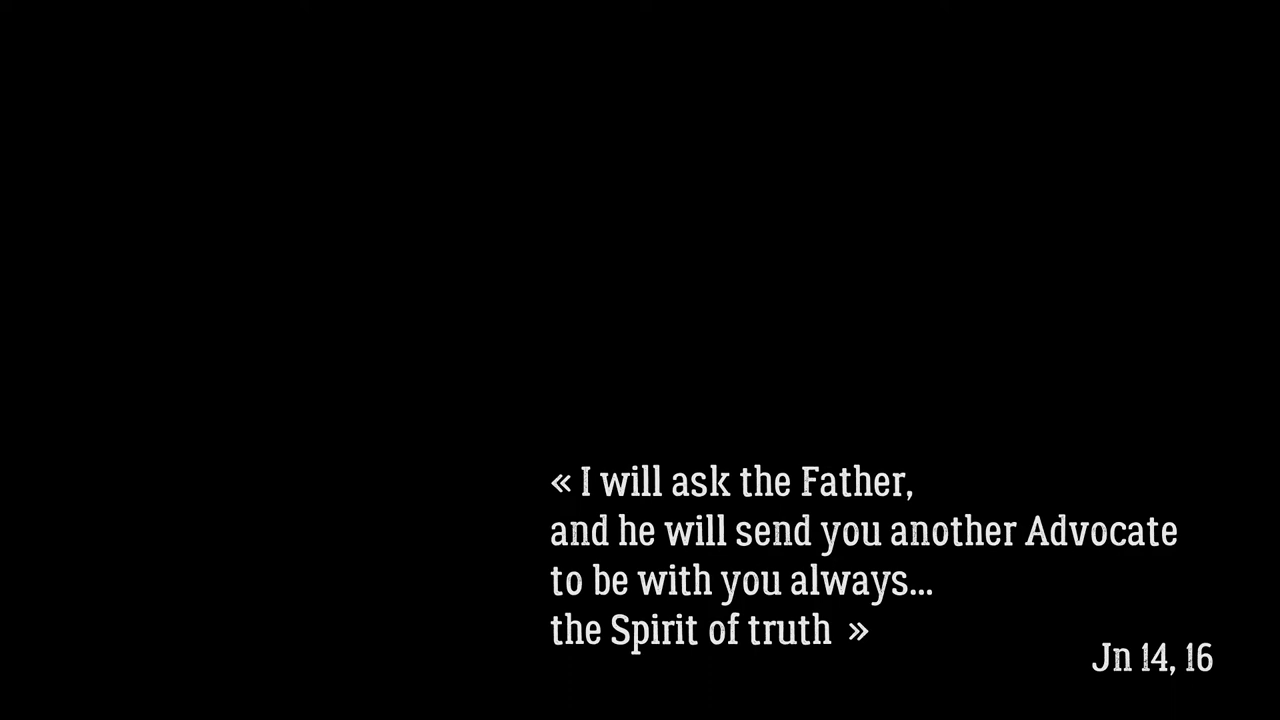 « I will ask the Father,
and he will send you another Advocate
to be with you always...
the Spirit of truth »
Jn 14, 16